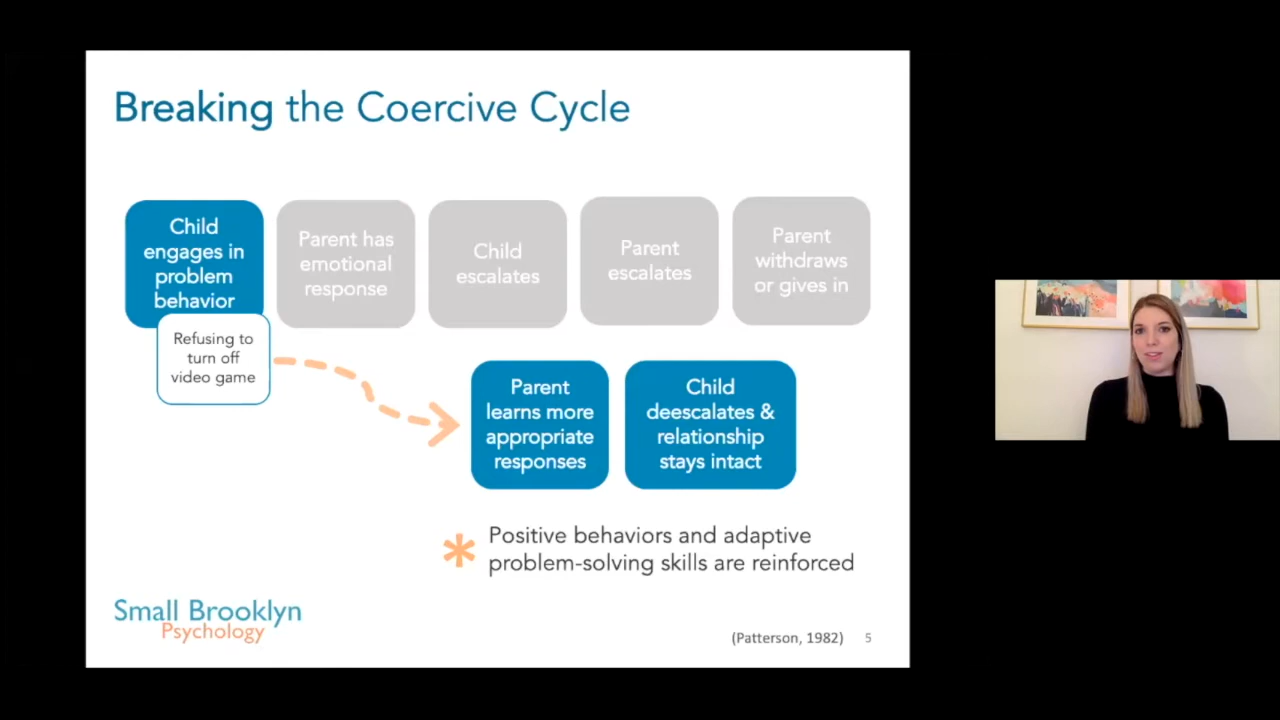 Breaking the Coercive Cycle
Child
engages in
problem
behavior
Parent has
emotional
response
Child
escalates
Parent
escalates
Parent
withdraws
or gives in
Refusing to
turn off
video game
Parent
learns more
appropriate
responses
Child
deescalates &
relationship
stays intact
* Positive behaviors and adaptive
problem-solving skills are reinforced
Small Brooklyn
Psychology
(Patterson, 1982) 5